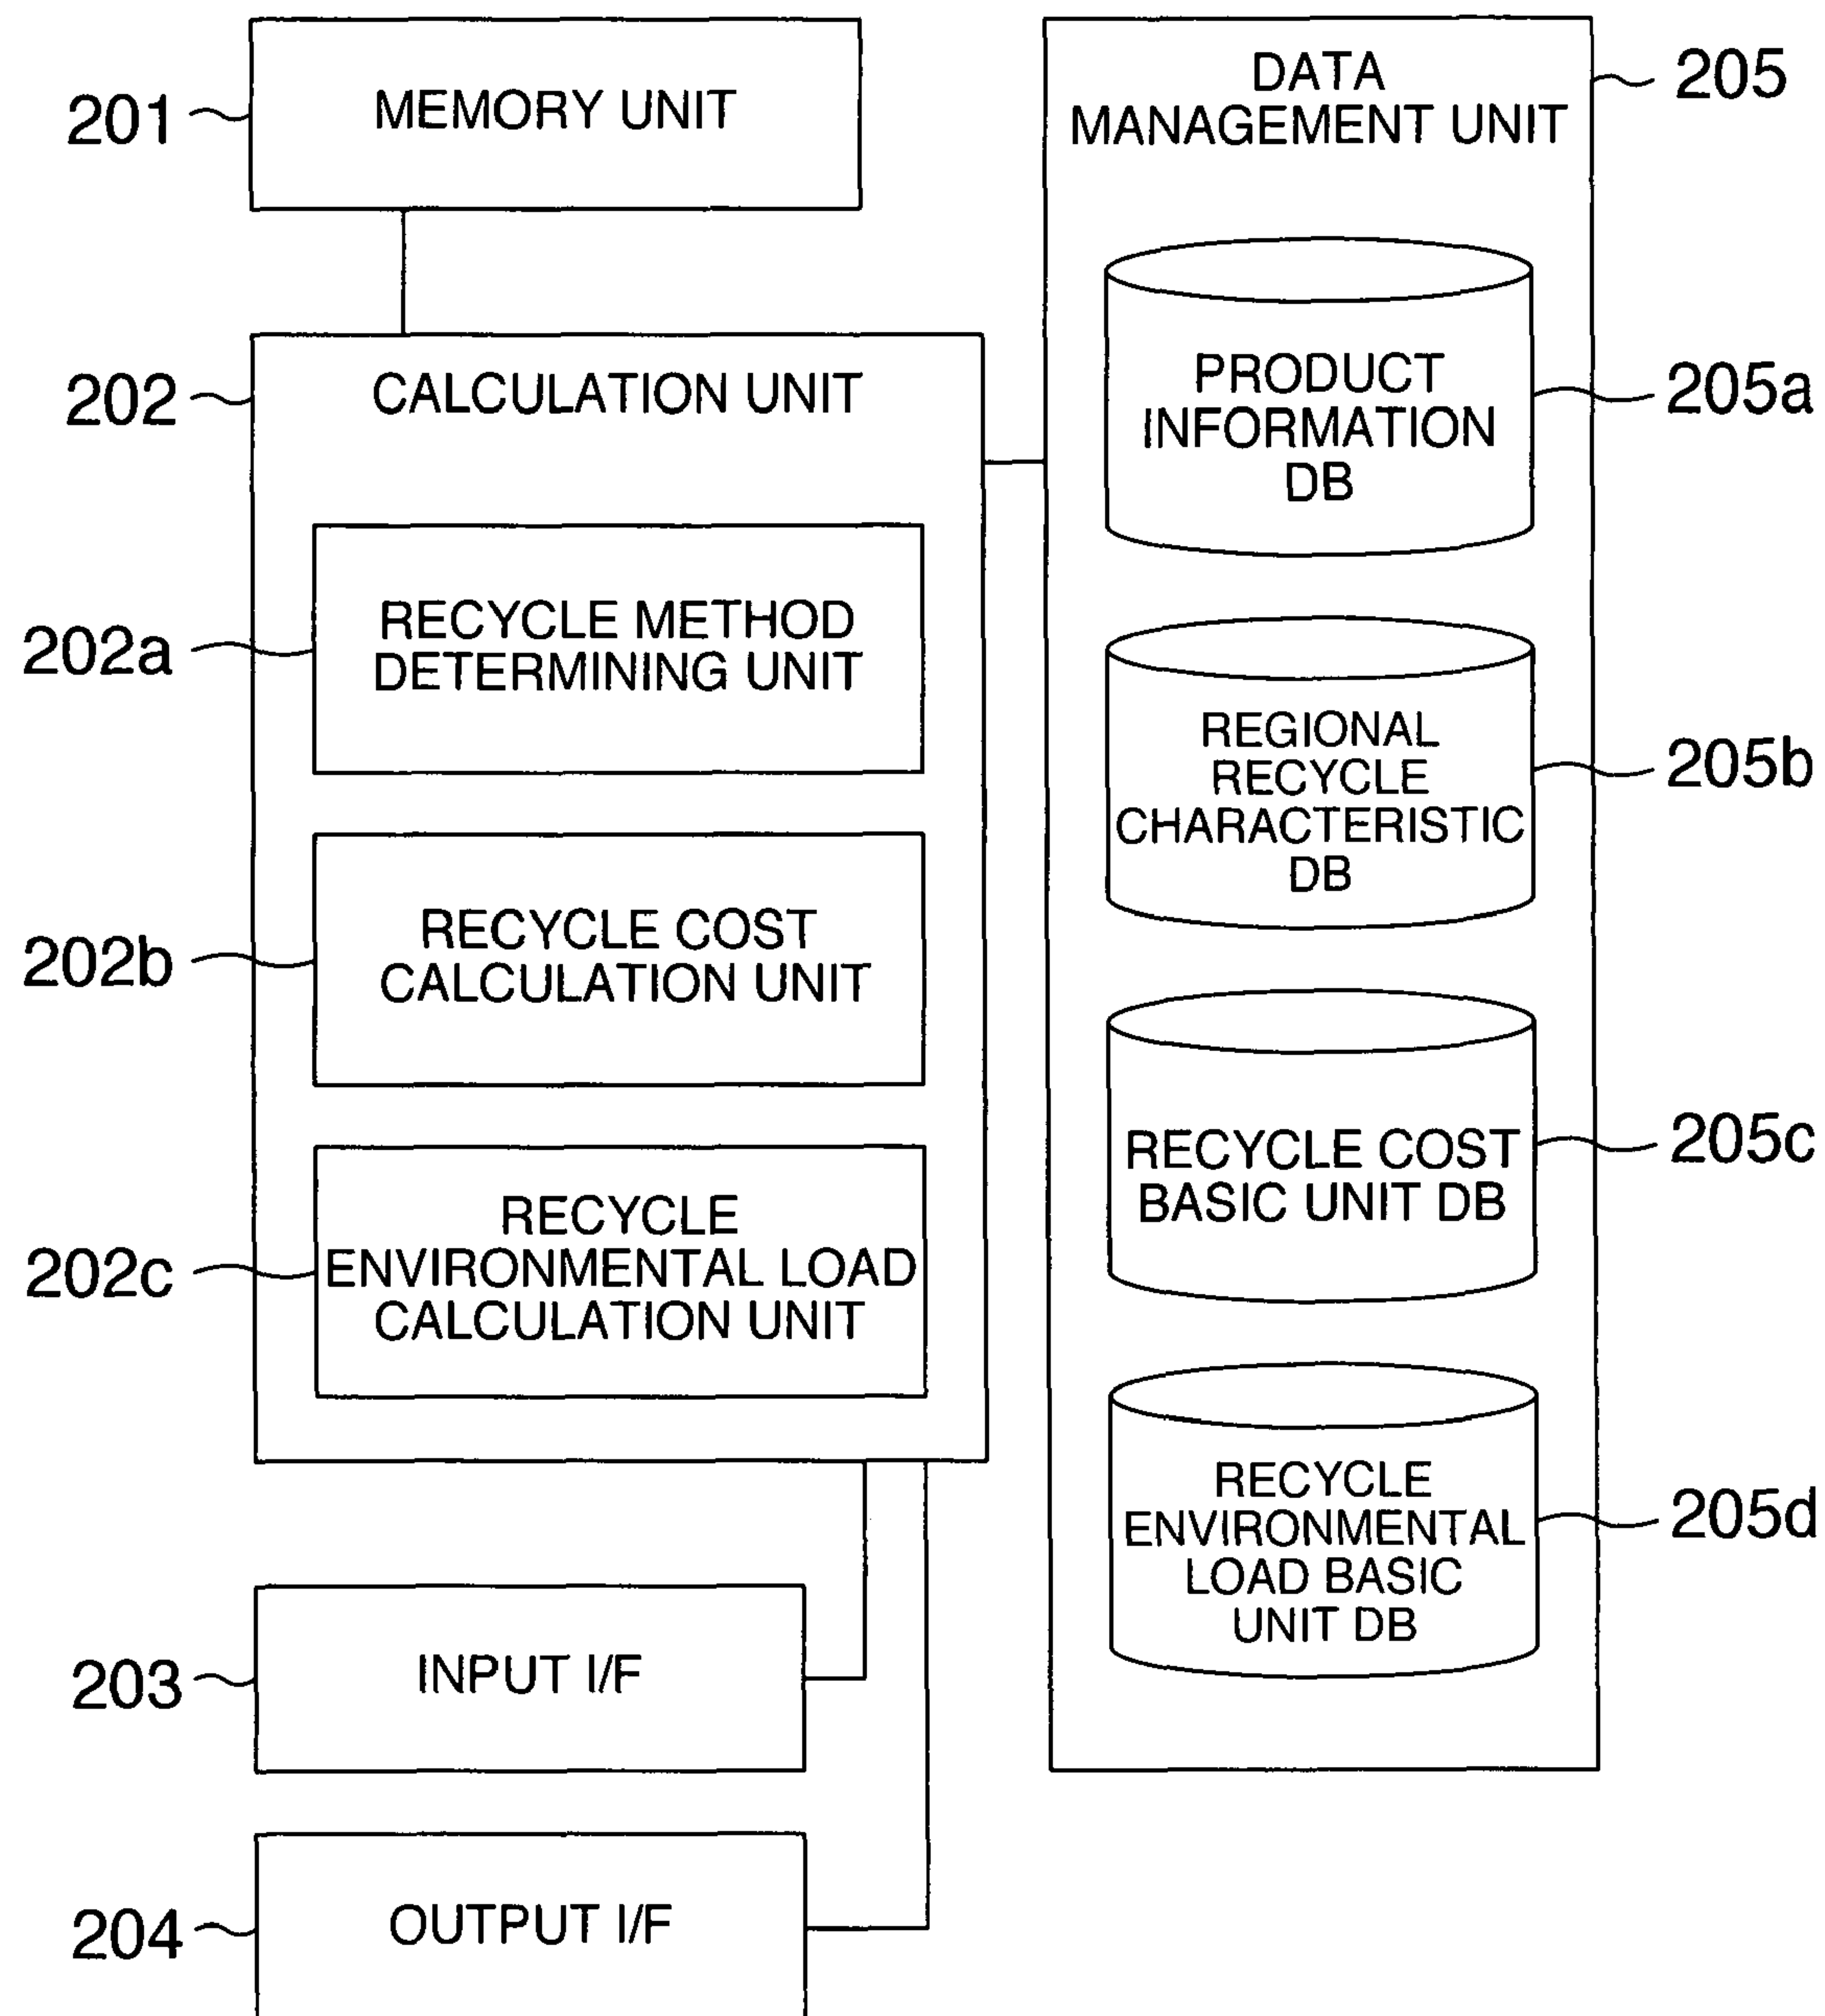 201
MEMORY UNIT
202
CALCULATION UNIT
202a
RECYCLE METHOD
DETERMINING UNIT
202b
RECYCLE COST
CALCULATION UNIT
202c
RECYCLE
ENVIRONMENTAL LOAD
CALCULATION UNIT
203
INPUT I/F
204
OUTPUT I/F
DATA
MANAGEMENT UNIT
205
PRODUCT
INFORMATION
DB
205a
REGIONAL
RECYCLE
CHARACTERISTIC
DB
205b
RECYCLE COST
BASIC UNIT DB
205c
RECYCLE
ENVIRONMENTAL
LOAD BASIC
UNIT DB
205d